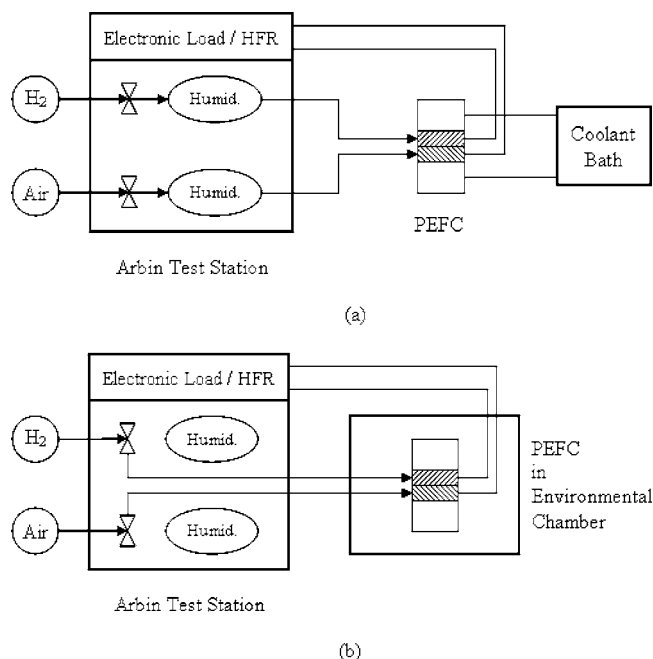 Electronic Load / HFR
H2
Humid.
Air
Humid.
Coolant
Bath
PEFC
Arbin Test Station
(a)
Electronic Load / HFR
H2
Humid.
Air
Humid.
PEFC
in
Environmental
Chamber
Arbin Test Station
(b)